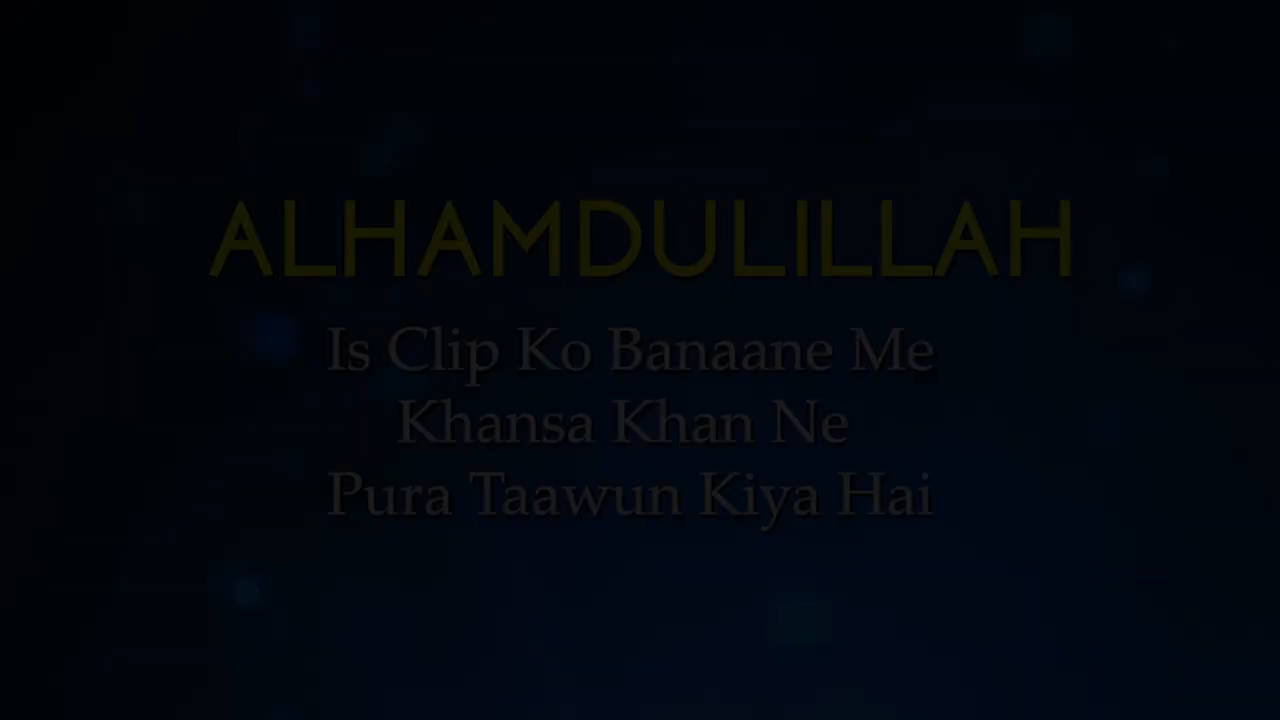 ALHAMDULILLAH
Is Clip Ko Banaane Me
Khansa Khan Ne
Pura Taawun Kiya Hai